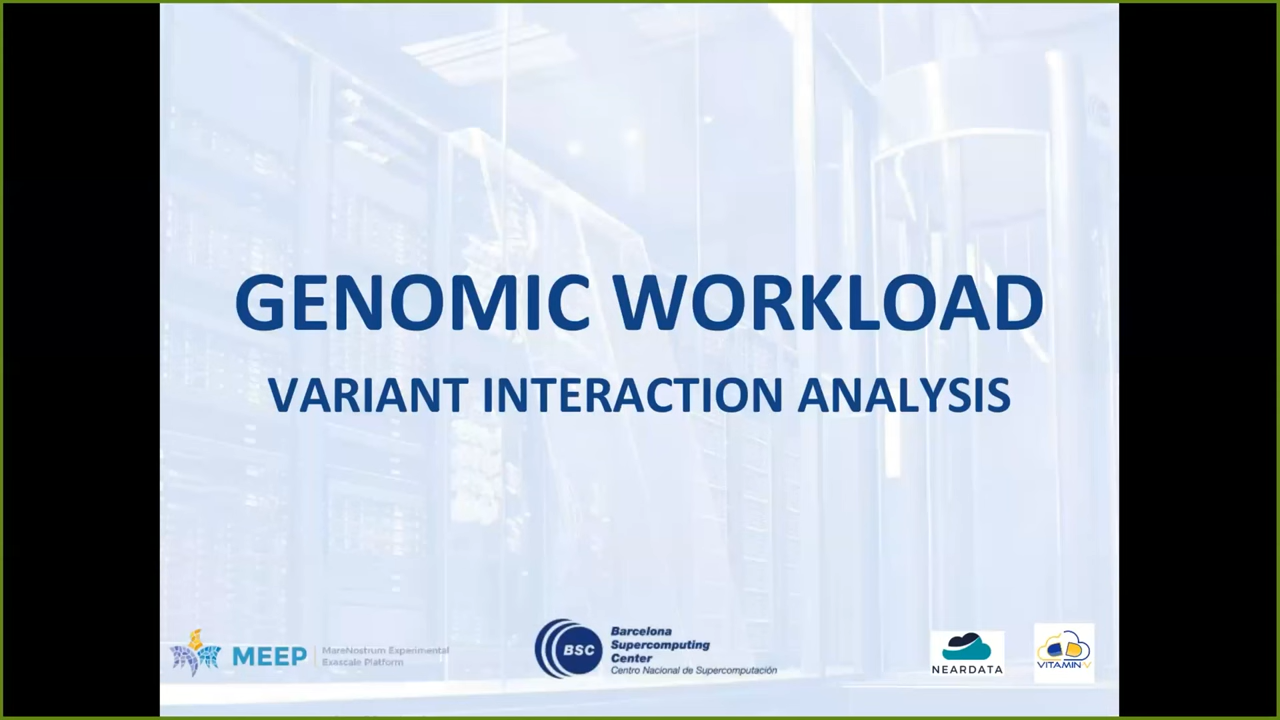 GENOMIC WORKLOAD
VARIANT INTERACTION ANALYSIS
MEEP
MareNostrum Experimental
Exascale Platform
BSC
Barcelona
Supercomputing
Center
Centro Nacional de Supercomputación
NEARDATA
VITAMIN V